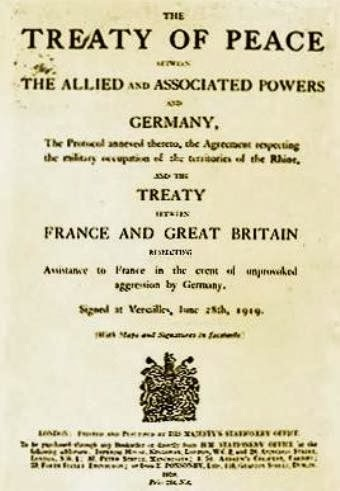 THE
TREATY OF PEACE
BETWEEN
THE ALLIED AND ASSOCIATED POWERS
AND
GERMANY,
The Protocol annexed thereto, the Agreement respecting
the military occupation of the territories of the Rhine,
AND THE
TREATY
BETWEEN
FRANCE AND GREAT BRITAIN
RESPECTING
Assistance to France in the event of unprovoked
aggression by Germany.
Signed at Versailles, June 28th, 1919.
(With Maps and Signatures in facsimile)
LONDON: PRINTED AND PUBLISHED BY HIS MAJESTY'S STATIONERY OFFICE
To be purchased through any Bookseller or directly from H.M. STATIONERY OFFICE at the
following addresses: IMPERIAL HOUSE, KINGSWAY, LONDON, W.C.2, and 28, ABINGDON STREET,
LONDON, S.W.1; 37, PETER STREET, MANCHESTER; 1, ST. ANDREW'S CRESCENT, CARDIFF;
23, FORTH STREET, EDINBURGH; or from E. PONSONBY, LTD., 116, GRAFTON STREET, DUBLIN.
Price 21s. Net.